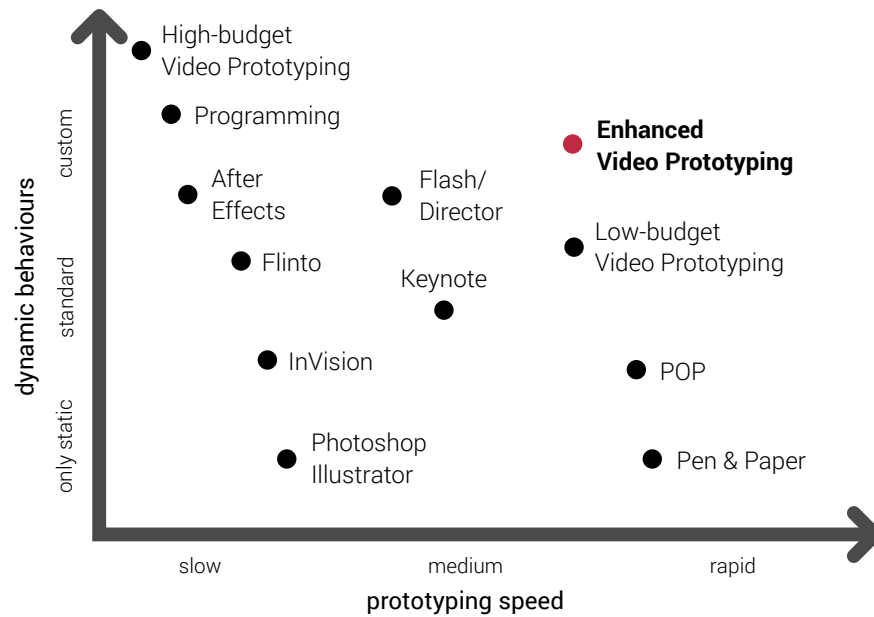 High-budget
Video Prototyping
Programming
Enhanced
Video Prototyping
After
Effects
Flash/
Director
Low-budget
Video Prototyping
Flinto
Keynote
InVision
POP
Photoshop
Illustrator
Pen & Paper
dynamic behaviours
custom
standard
only static
slow
medium
rapid
prototyping speed